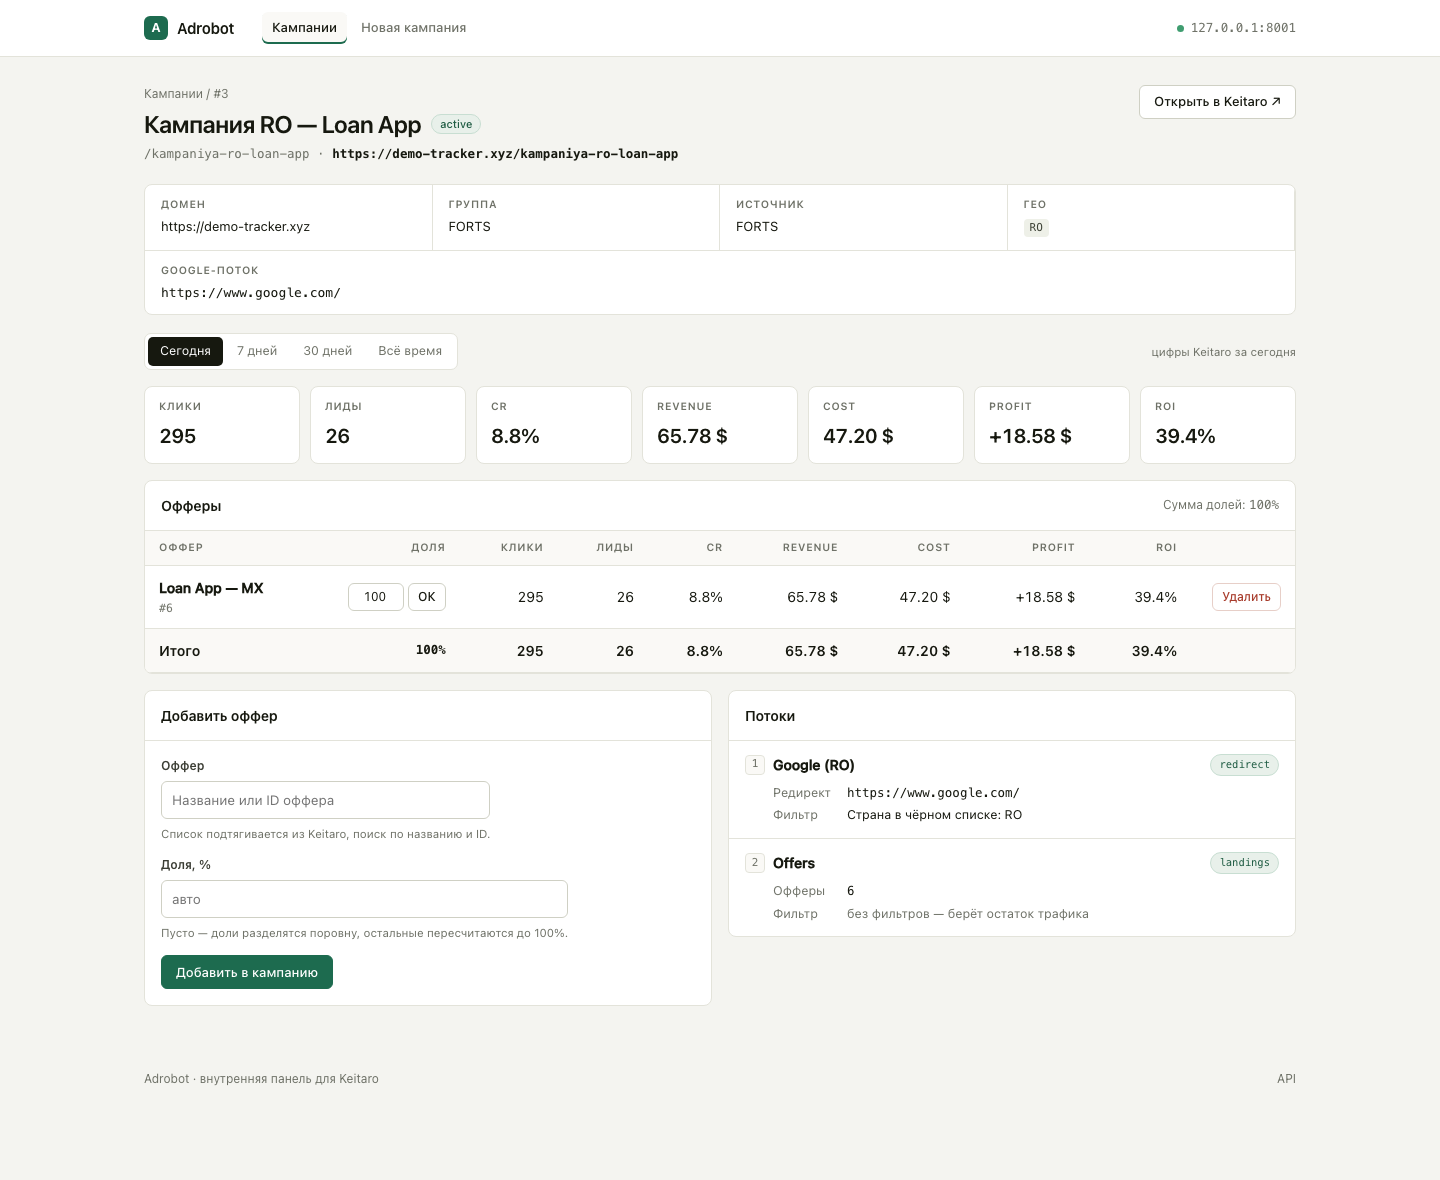 A Adrobot Кампании Новая кампания 127.0.0.1:8001
Кампании / #3
Открыть в Keitaro ↗
Кампания RO — Loan App active
/kampaniya-ro-loan-app · https://demo-tracker.xyz/kampaniya-ro-loan-app
ДОМЕН ГРУППА ИСТОЧНИК ГЕО
https://demo-tracker.xyz FORTS FORTS RO
GOOGLE-ПОТОК
https://www.google.com/
Сегодня 7 дней 30 дней Всё время цифры Keitaro за сегодня
КЛИКИ ЛИДЫ CR REVENUE COST PROFIT ROI
295 26 8.8% 65.78 $ 47.20 $ +18.58 $ 39.4%
Офферы Сумма долей: 100%
ОФФЕР ДОЛЯ КЛИКИ ЛИДЫ CR REVENUE COST PROFIT ROI
Loan App — MX 100 ОК 295 26 8.8% 65.78 $ 47.20 $ +18.58 $ 39.4% Удалить
#6
Итого 100% 295 26 8.8% 65.78 $ 47.20 $ +18.58 $ 39.4%
Добавить оффер
Оффер
Название или ID оффера
Список подтягивается из Keitaro, поиск по названию и ID.
Доля, %
авто
Пусто — доли разделятся поровну, остальные пересчитаются до 100%.
Добавить в кампанию
Потоки
1 Google (RO) redirect
Редирект https://www.google.com/
Фильтр Страна в чёрном списке: RO
2 Offers landings
Офферы 6
Фильтр без фильтров — берёт остаток трафика
Adrobot · внутренняя панель для Keitaro API